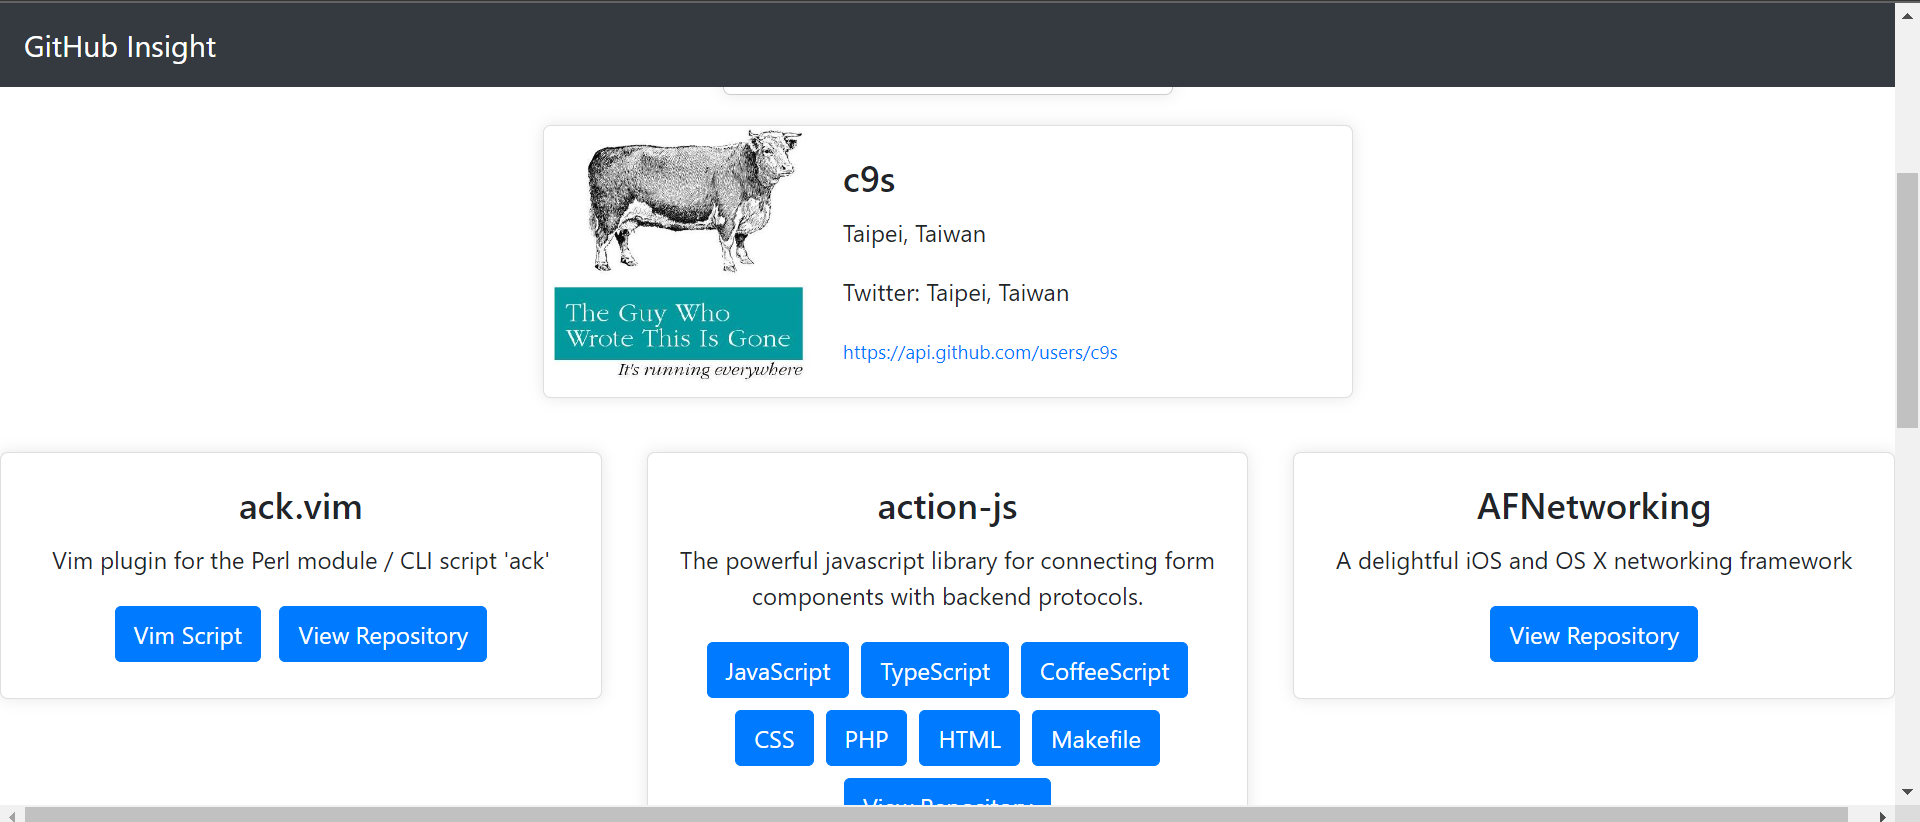 GitHub Insight
The Guy Who
Wrote This Is Gone
It's running everywhere
c9s
Taipei, Taiwan
Twitter: Taipei, Taiwan
https://api.github.com/users/c9s
ack.vim
Vim plugin for the Perl module / CLI script 'ack'
Vim Script
View Repository
action-js
The powerful javascript library for connecting form
components with backend protocols.
JavaScript
TypeScript
CoffeeScript
CSS
PHP
HTML
Makefile
View Repository
AFNetworking
A delightful iOS and OS X networking framework
View Repository